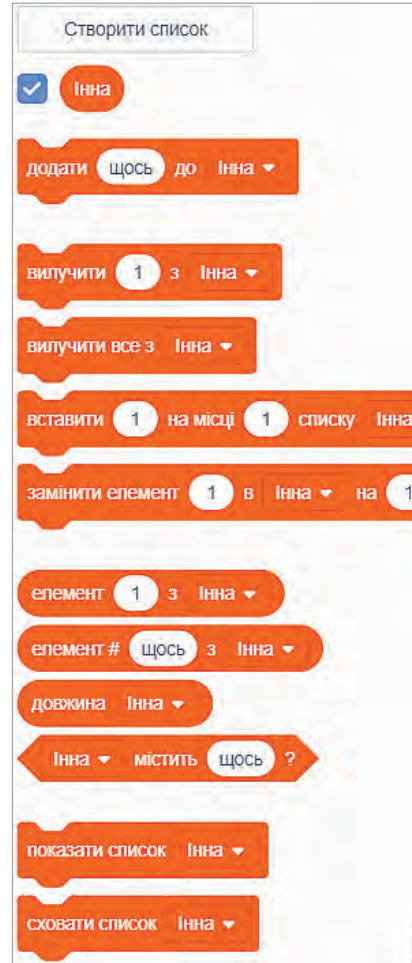 Створити список
Інна
додати щось до Інна
вилучити 1 з Інна
вилучити все з Інна
вставити 1 на місці 1 списку Інна
замінити елемент 1 в Інна на 1
елемент 1 з Інна
елемент # щось з Інна
довжина Інна
Інна містить щось ?
показати список Інна
сховати список Інна